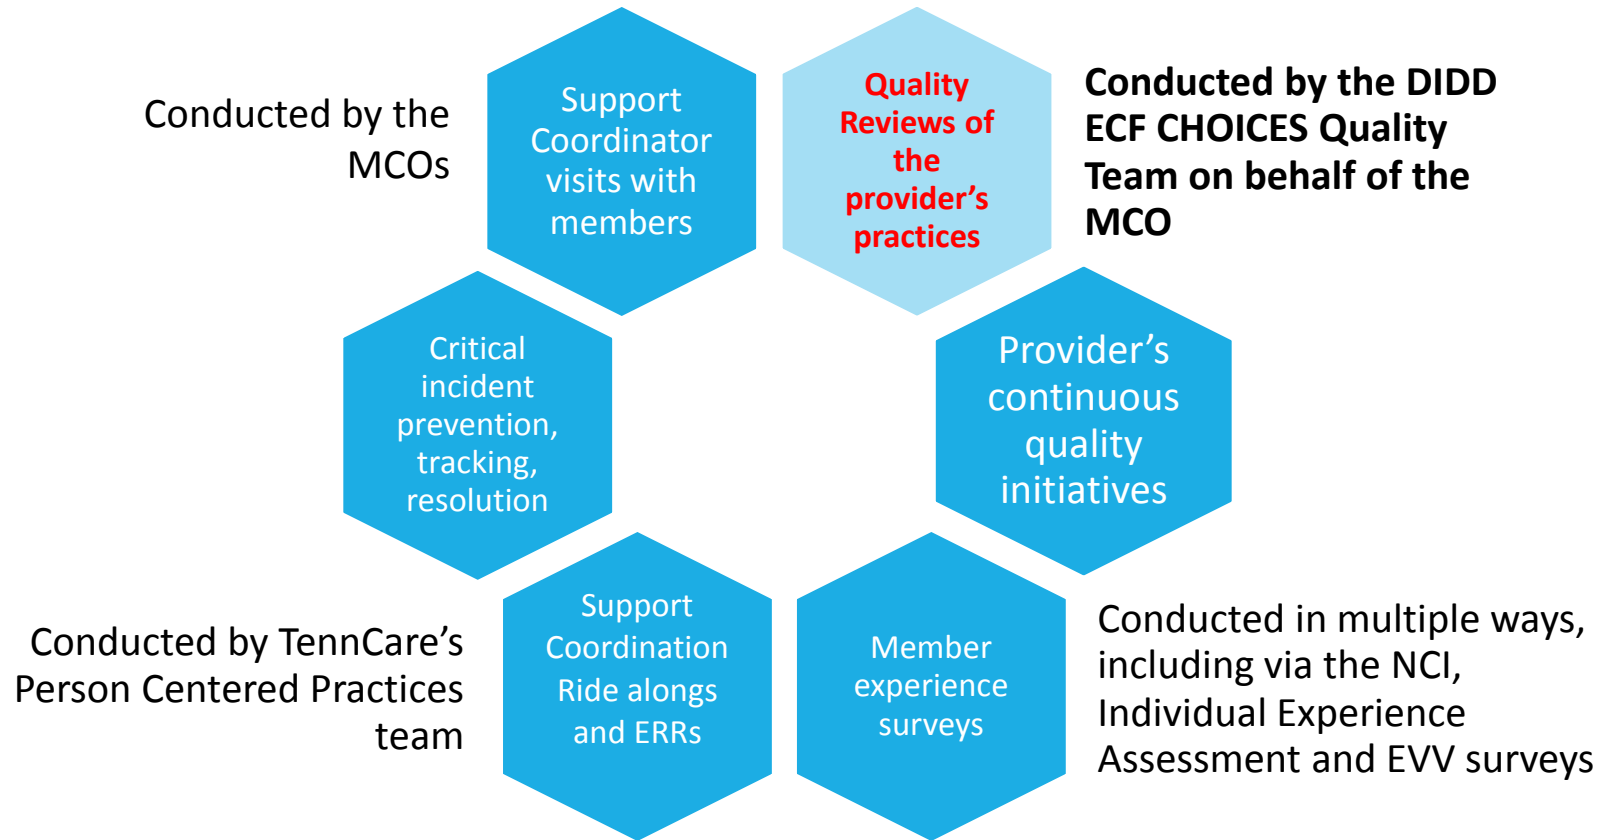 Conducted by the
MCOs
Support
Coordinator
visits with
members
Quality
Reviews of
the
provider’s
practices
Conducted by the DIDD
ECF CHOICES Quality
Team on behalf of the
MCO
Critical
incident
prevention,
tracking,
resolution
Provider’s
continuous
quality
initiatives
Conducted by TennCare’s
Person Centered Practices
team
Support
Coordination
Ride alongs
and ERRs
Member
experience
surveys
Conducted in multiple ways,
including via the NCI,
Individual Experience
Assessment and EVV surveys